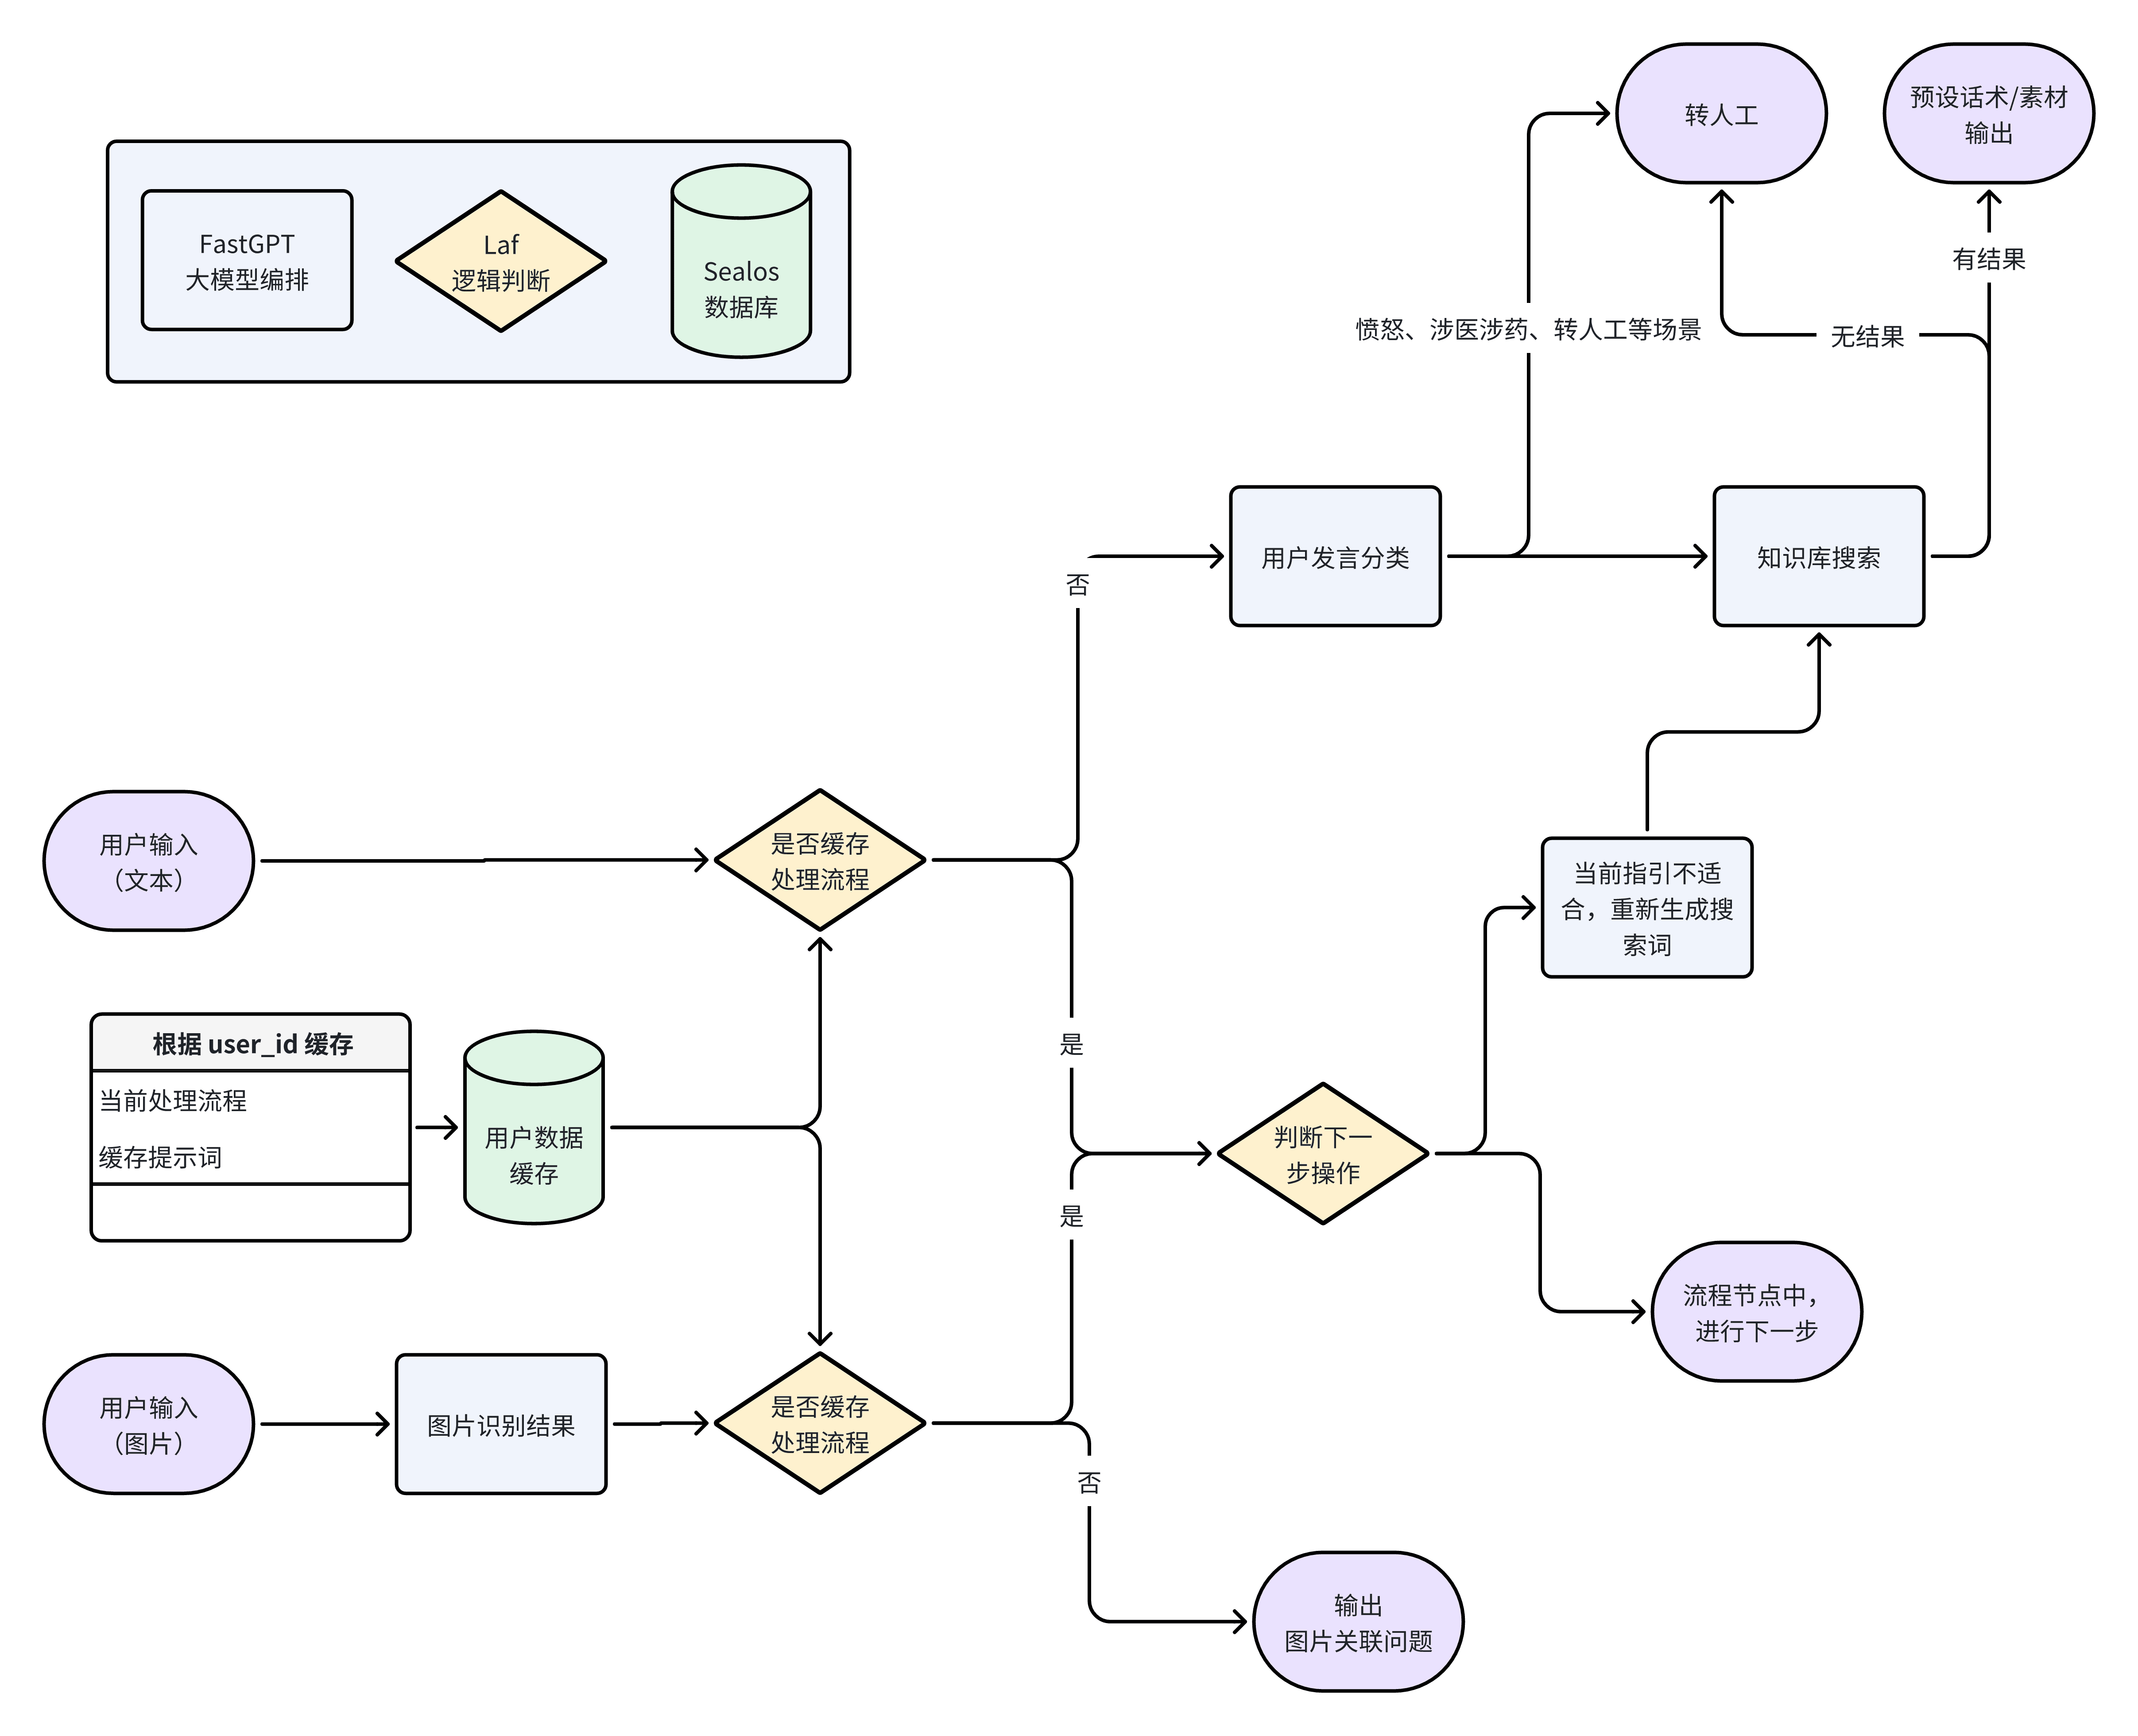 转人工
预设话术/素材
输出
FastGPT
大模型编排
Laf
逻辑判断
Sealos
数据库
有结果
愤怒、涉医涉药、转人工等场景
无结果
用户发言分类
知识库搜索
否
用户输入
（文本）
是否缓存
处理流程
当前指引不适
合，重新生成搜
索词
根据 user_id 缓存
当前处理流程
缓存提示词
用户数据
缓存
是
判断下一
步操作
是
流程节点中，
进行下一步
用户输入
（图片）
图片识别结果
是否缓存
处理流程
否
输出
图片关联问题